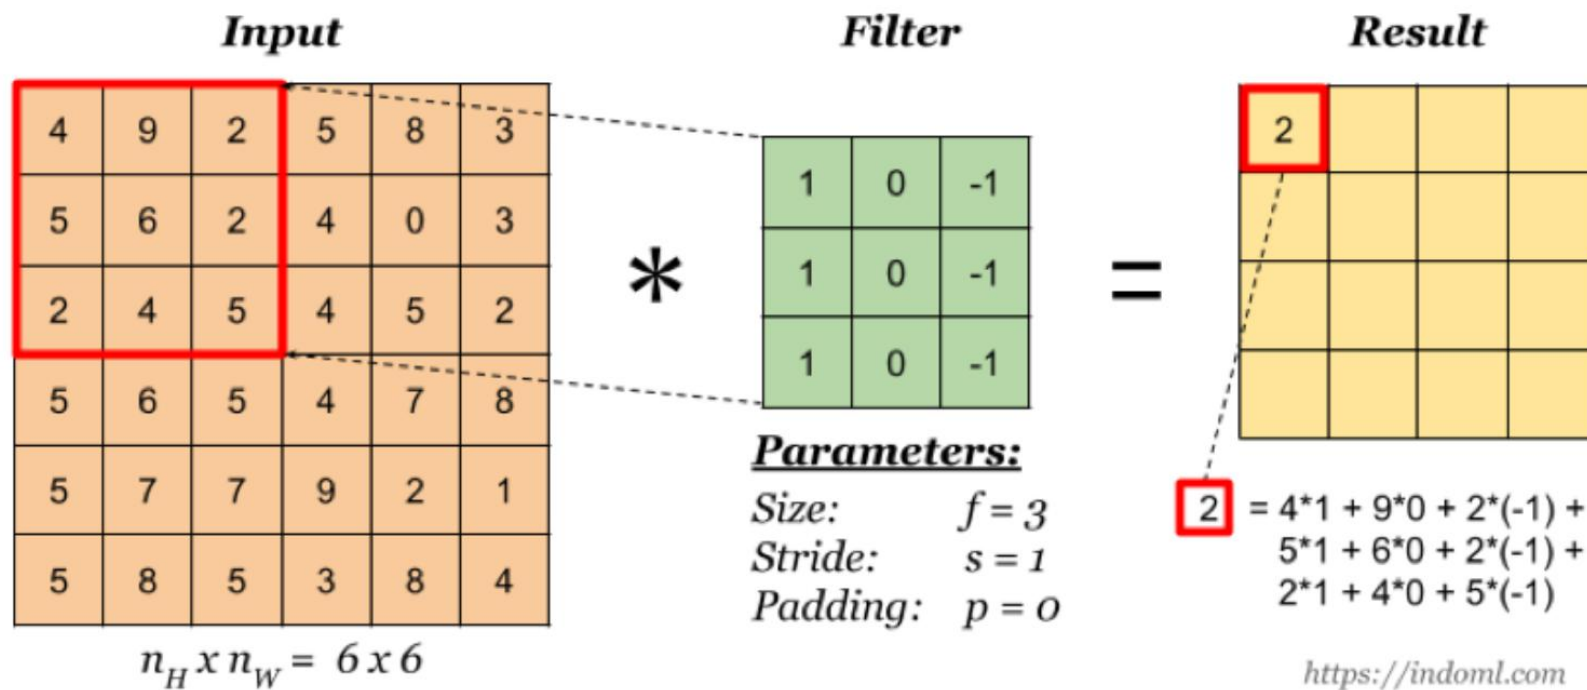 Input
4 9 2 5 8 3
5 6 2 4 0 3
2 4 5 4 5 2
5 6 5 4 7 8
5 7 7 9 2 1
5 8 5 3 8 4
n_H x n_W = 6 x 6
*
Filter
1 0 -1
1 0 -1
1 0 -1
Parameters:
Size: f = 3
Stride: s = 1
Padding: p = 0
=
Result
2
2 = 4*1 + 9*0 + 2*(-1) +
5*1 + 6*0 + 2*(-1) +
2*1 + 4*0 + 5*(-1)
https://indoml.com